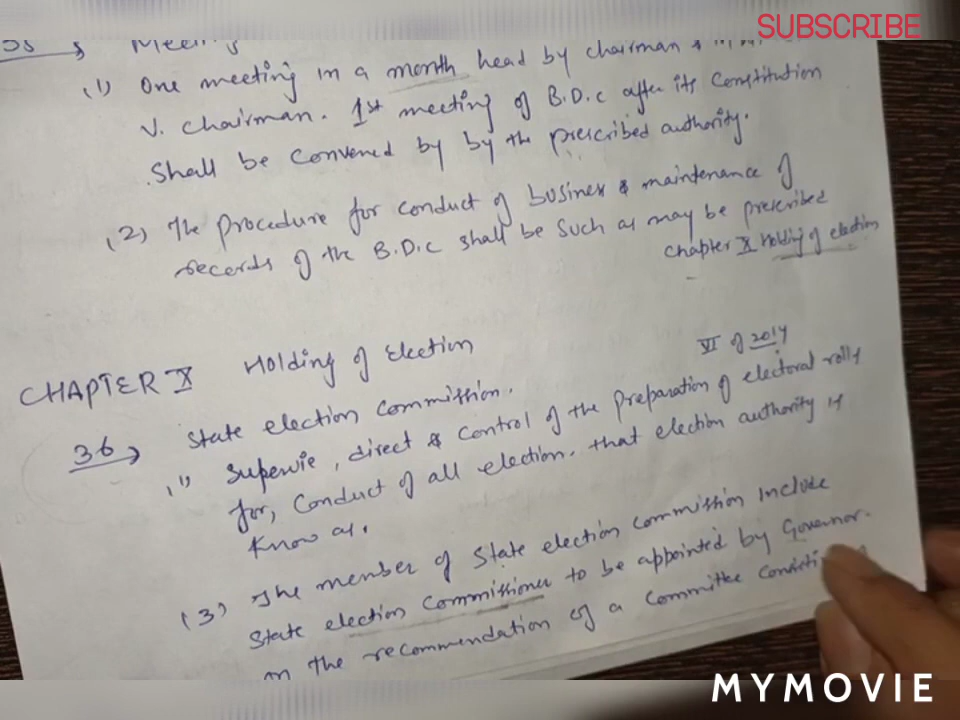 SUBSCRIBE
35 → Meeting
(1) One meeting in a month head by chairman &
V. chairman. 1st meeting of B.D.C after its Constitution
shall be convened by by the prescribed authority.
(2) The procedure for conduct of business & maintenance of
records of the B.D.C shall be such as may be prescribed
Chapter X Holding of election
CHAPTER X Holding of Election
VI of 2014
36 → State election commission.
(1) Supervie, direct & control of the preparation of electoral rolls
for, Conduct of all election. that election authority is
Know as.
(3) The member of State election commission include
State election commissioner to be appointed by Governor.
on the recommendation of a committee
MYMOVIE